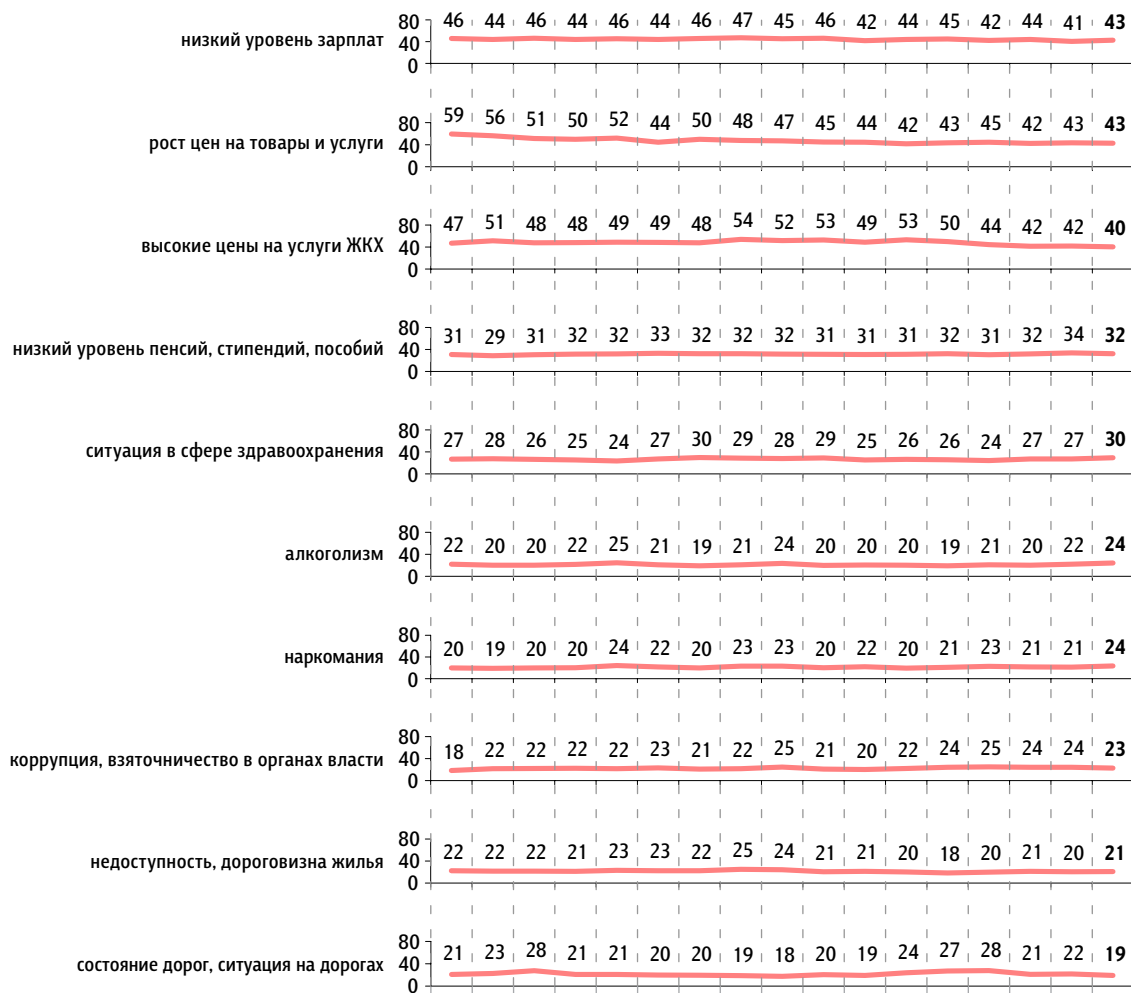 80 46 44 46 44 46 44 46 47 45 46 42 44 45 42 44 41 43
низкий уровень зарплат
40
0
59 56 51 50 52 44 50 48 47 45 44 42 43 45 42 43 43
80
рост цен на товары и услуги
40
0
80 47 51 48 48 49 49 48 54 52 53 49 53 50 44 42 42 40
высокие цены на услуги ЖКХ
40
0
80 31 29 31 32 32 33 32 32 32 31 31 31 32 31 32 34 32
низкий уровень пенсий, стипендий, пособий
40
0
80 27 28 26 25 24 27 30 29 28 29 25 26 26 24 27 27 30
ситуация в сфере здравоохранения
40
0
80 22 20 20 22 25 21 19 21 24 20 20 20 19 21 20 22 24
алкоголизм
40
0
80 20 19 20 20 24 22 20 23 23 20 22 20 21 23 21 21 24
наркомания
40
0
80 18 22 22 22 22 23 21 22 25 21 20 22 24 25 24 24 23
коррупция, взяточничество в органах власти
40
0
80 22 22 22 21 23 23 22 25 24 21 21 20 18 20 21 20 21
недоступность, дороговизна жилья
40
0
80 21 23 28 21 21 20 20 19 18 20 19 24 27 28 21 22 19
состояние дорог, ситуация на дорогах
40
0